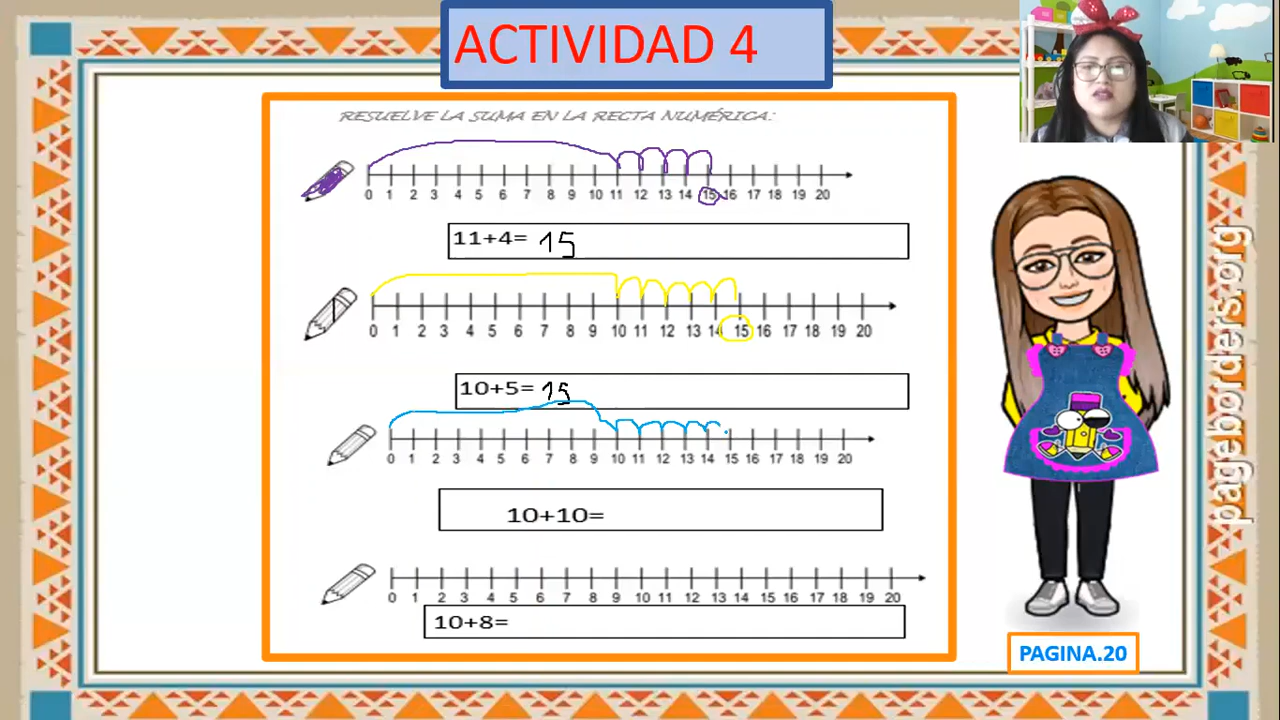 ACTIVIDAD 4
RESUELVE LA SUMA EN LA RECTA NUMÉRICA:
0 1 2 3 4 5 6 7 8 9 10 11 12 13 14 15 16 17 18 19 20
11+4= 15
0 1 2 3 4 5 6 7 8 9 10 11 12 13 14 15 16 17 18 19 20
10+5= 15
0 1 2 3 4 5 6 7 8 9 10 11 12 13 14 15 16 17 18 19 20
10+10=
0 1 2 3 4 5 6 7 8 9 10 11 12 13 14 15 16 17 18 19 20
10+8=
PAGINA.20
pageborders.org